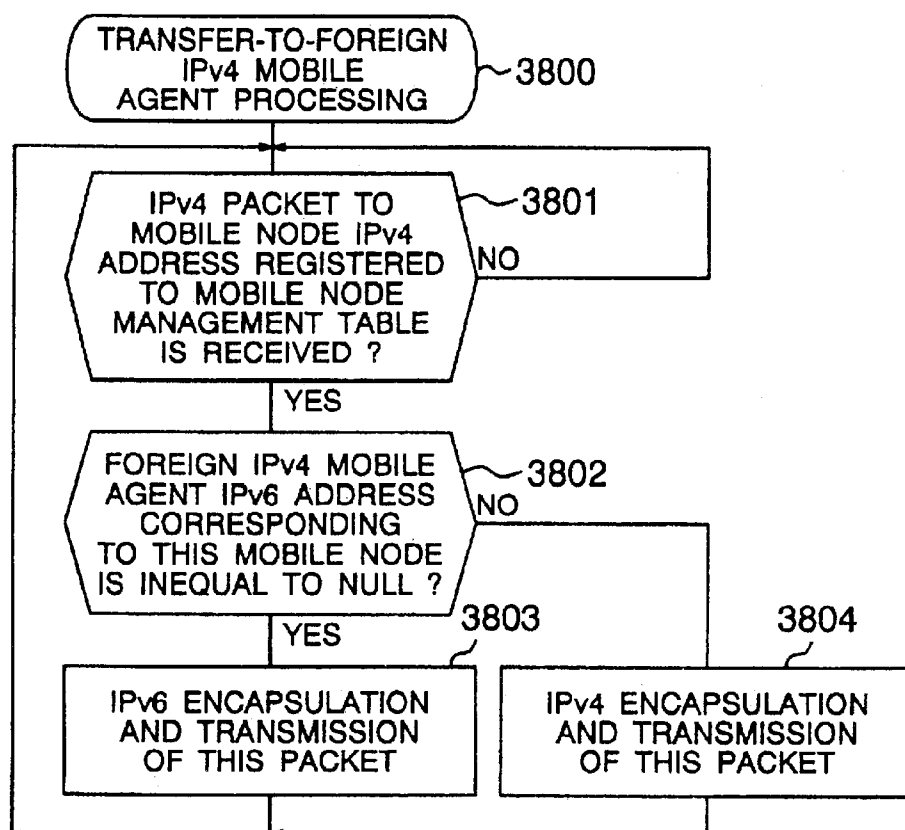 TRANSFER-TO-FOREIGN
IPv4 MOBILE
AGENT PROCESSING
3800
IPv4 PACKET TO
MOBILE NODE IPv4
ADDRESS REGISTERED
TO MOBILE NODE
MANAGEMENT TABLE
IS RECEIVED ?
3801
NO
YES
FOREIGN IPv4 MOBILE
AGENT IPv6 ADDRESS
CORRESPONDING
TO THIS MOBILE NODE
IS INEQUAL TO NULL ?
3802
NO
YES
3803
IPv6 ENCAPSULATION
AND TRANSMISSION
OF THIS PACKET
3804
IPv4 ENCAPSULATION
AND TRANSMISSION
OF THIS PACKET